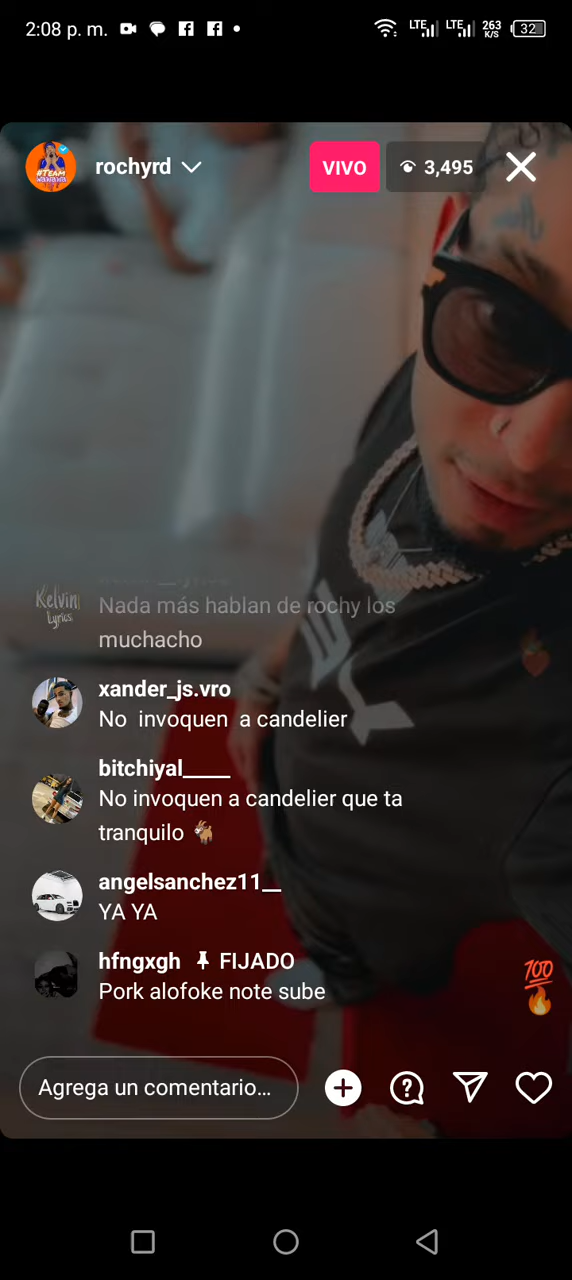 2:08 p. m.
LTE
LTE
263
K/S
32
rochyrd
VIVO
3,495
#TEAM
Kelvin
Lyrics
Nada más hablan de rochy los
muchacho
xander_js.vro
No invoquen a candelier
bitchiyal____
No invoquen a candelier que ta
tranquilo 🐐
angelsanchez11__
YA YA
hfngxgh FIJADO
Pork alofoke note sube
💯
🔥
Agrega un comentario...